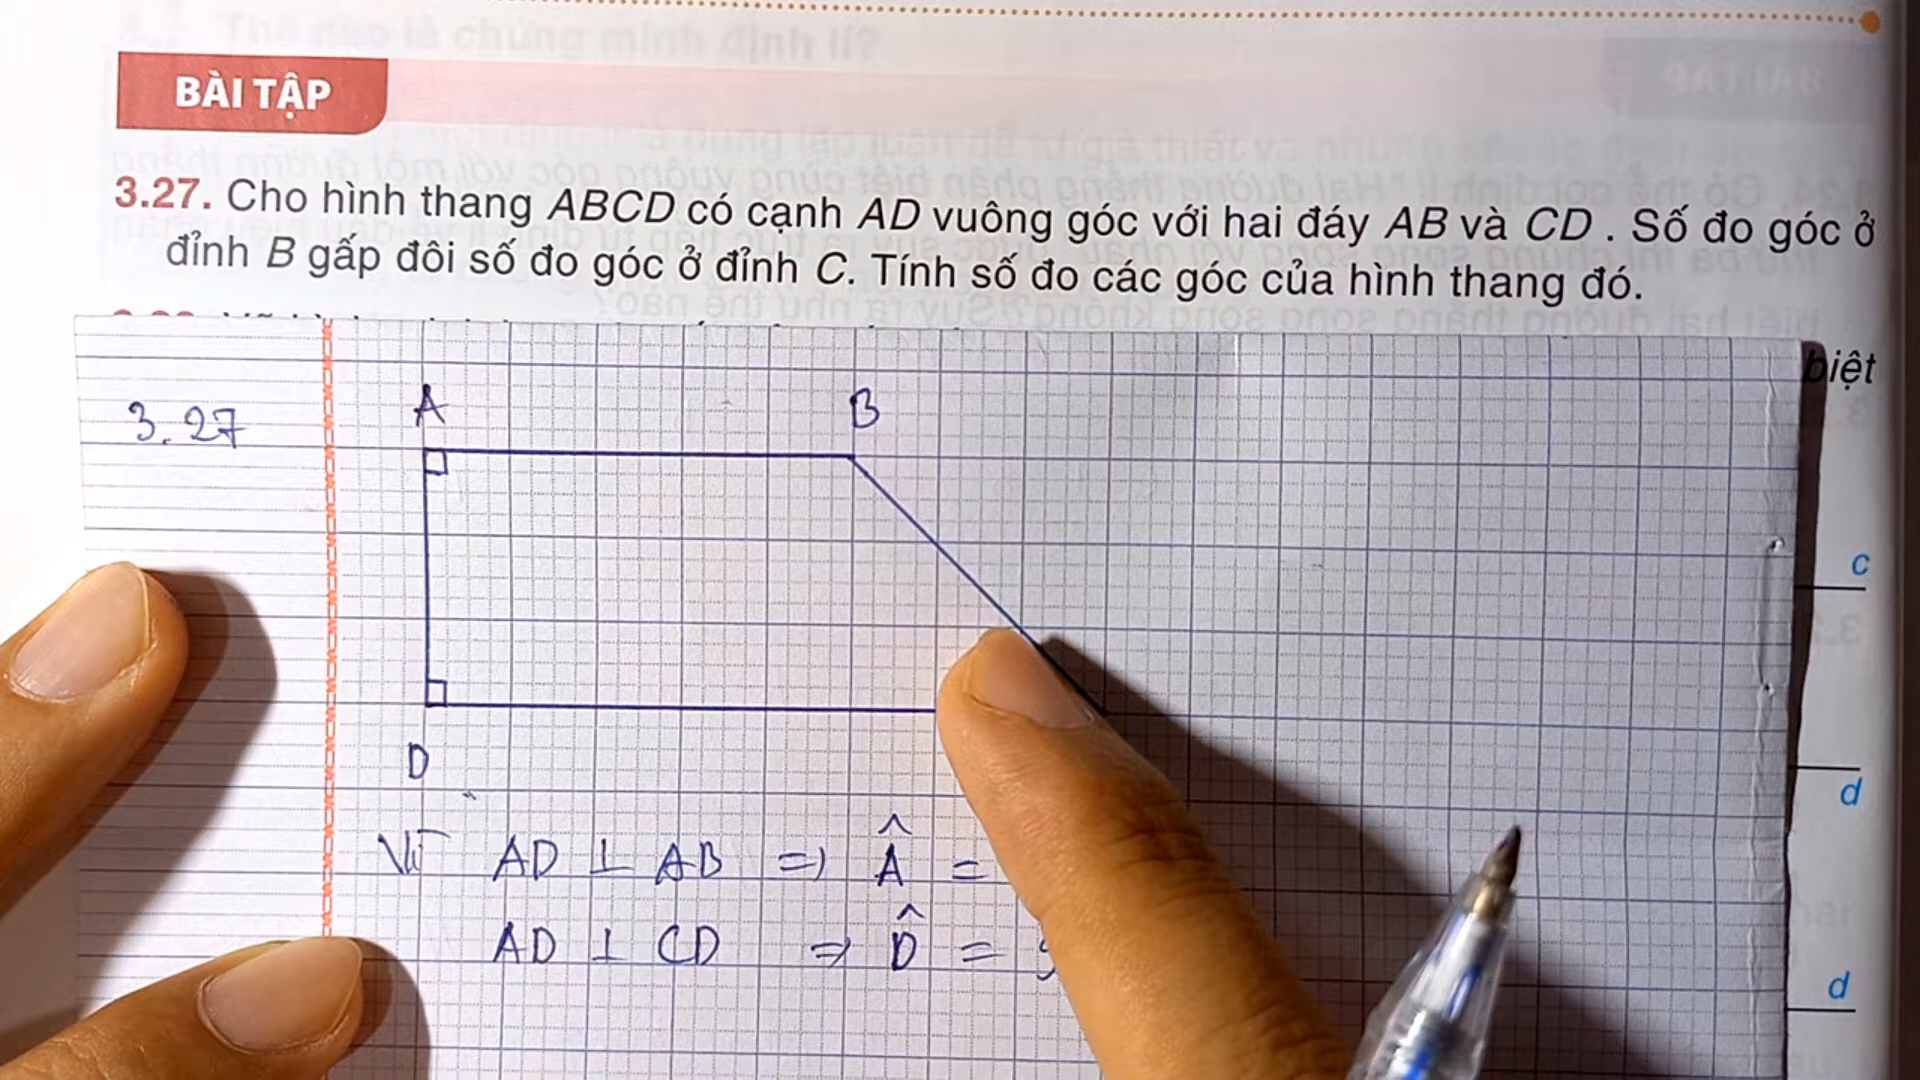 BÀI TẬP
3.27. Cho hình thang ABCD có cạnh AD vuông góc với hai đáy AB và CD . Số đo góc ở
đỉnh B gấp đôi số đo góc ở đỉnh C. Tính số đo các góc của hình thang đó.
biệt
3.27
A
B
c
D
d
Vì AD ⊥ AB => Â =
AD ⊥ CD => D̂ =
d